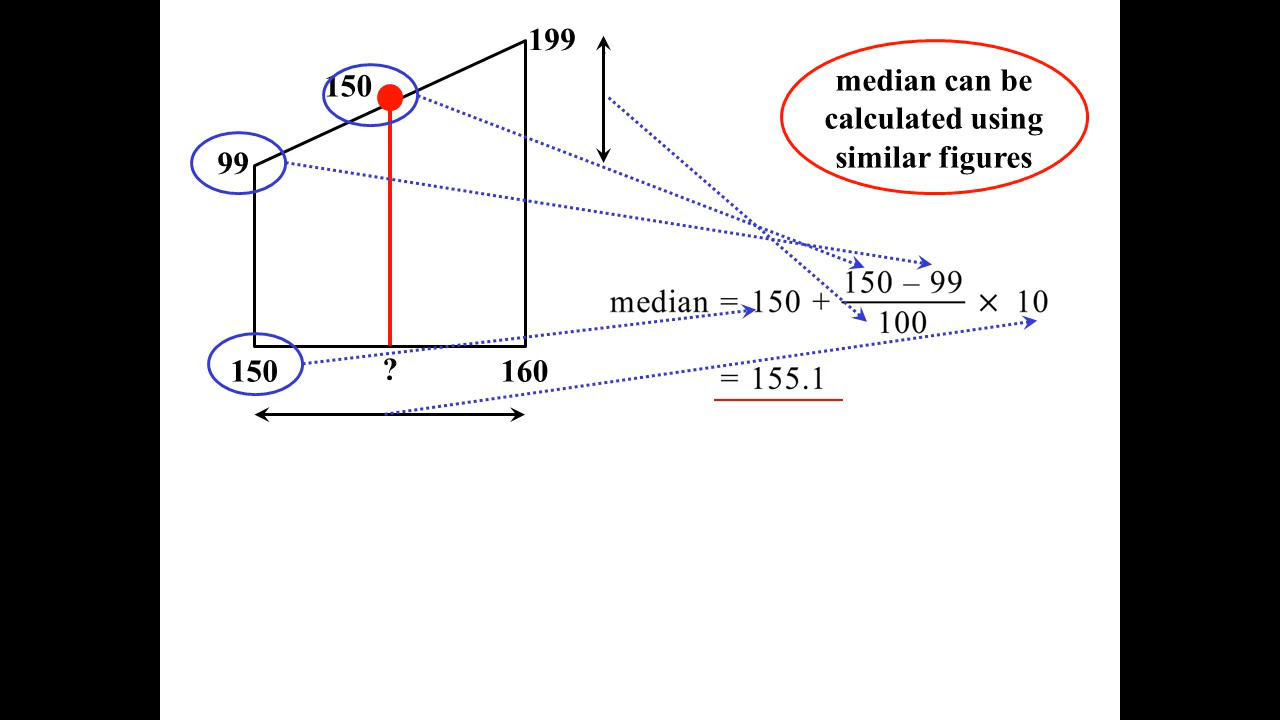 199
150
99
median can be
calculated using
similar figures
median = 150 + 150 – 99 / 100 × 10
= 155.1
150 ? 160